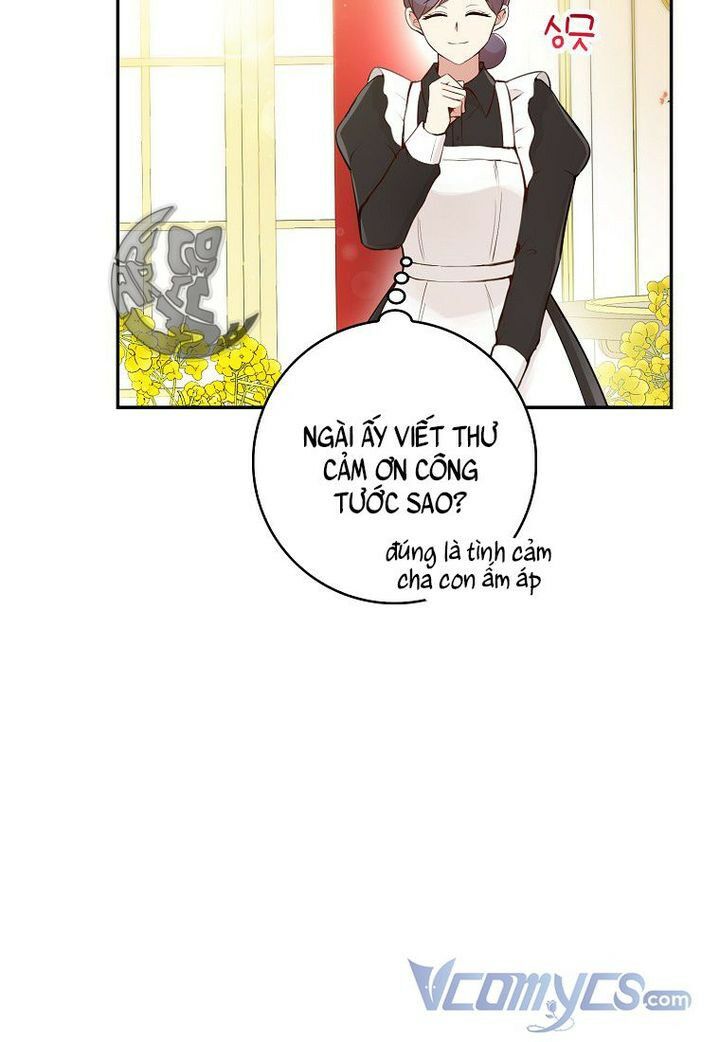 싱긋
NGÀI ẤY VIẾT THƯ
CẢM ƠN CÔNG
TƯỚC SAO?
đúng là tình cảm
cha con ấm áp
Vcomycs.com